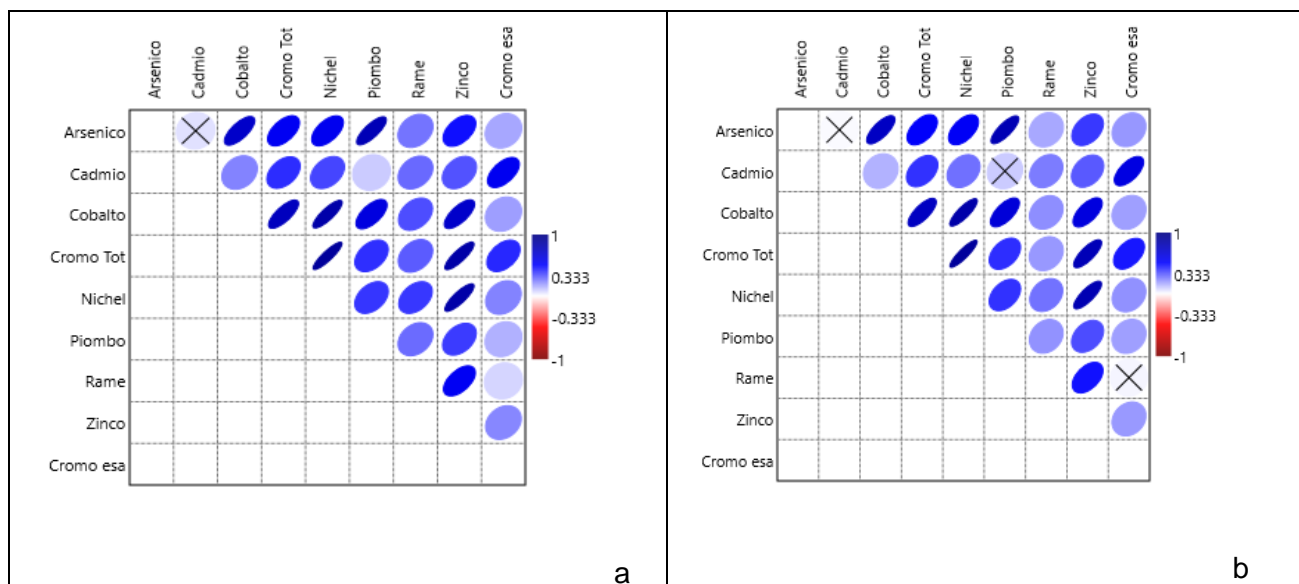 Arsenico
Cadmio
Cobalto
Cromo Tot
Nichel
Piombo
Rame
Zinco
Cromo esa
Arsenico
Cadmio
Cobalto
Cromo Tot
Nichel
Piombo
Rame
Zinco
Cromo esa
1
0.333
-0.333
-1
a
Arsenico
Cadmio
Cobalto
Cromo Tot
Nichel
Piombo
Rame
Zinco
Cromo esa
Arsenico
Cadmio
Cobalto
Cromo Tot
Nichel
Piombo
Rame
Zinco
Cromo esa
1
0.333
-0.333
-1
b